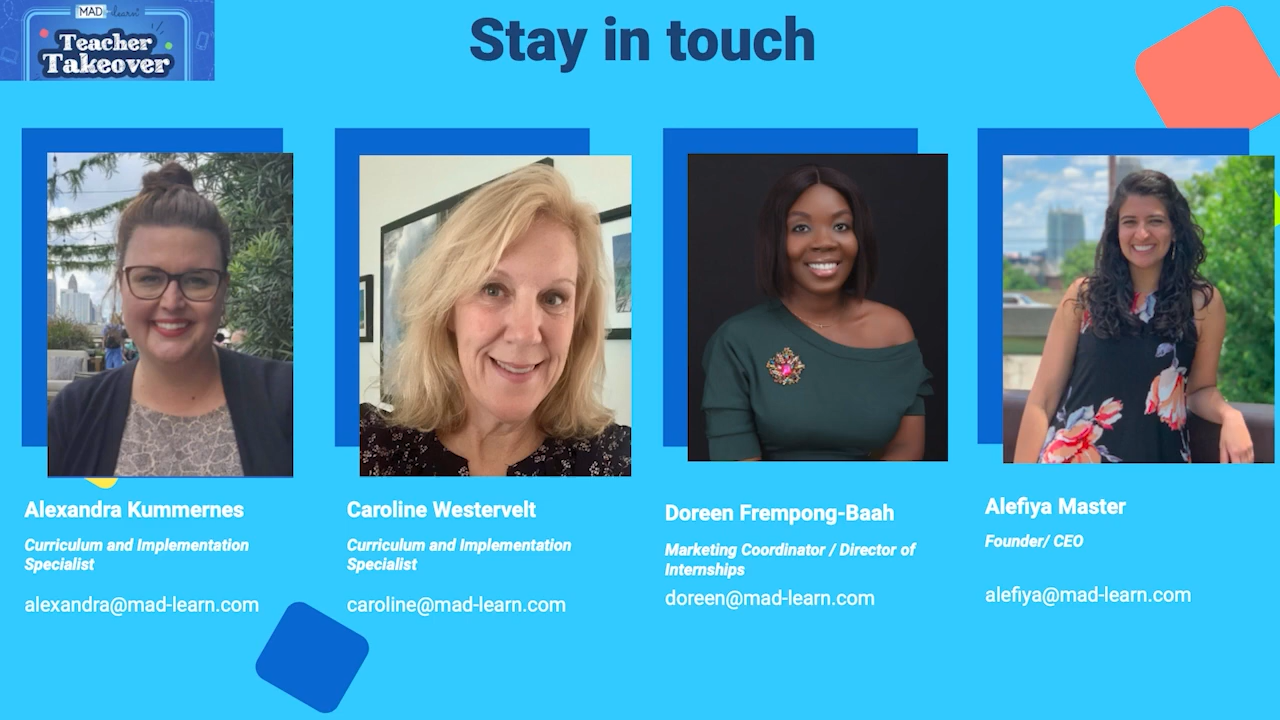 MAD-learn
Teacher
Takeover
Stay in touch
Alexandra Kummernes
Curriculum and Implementation
Specialist
alexandra@mad-learn.com
Caroline Westervelt
Curriculum and Implementation
Specialist
caroline@mad-learn.com
Doreen Frempong-Baah
Marketing Coordinator / Director of
Internships
doreen@mad-learn.com
Alefiya Master
Founder/ CEO
alefiya@mad-learn.com